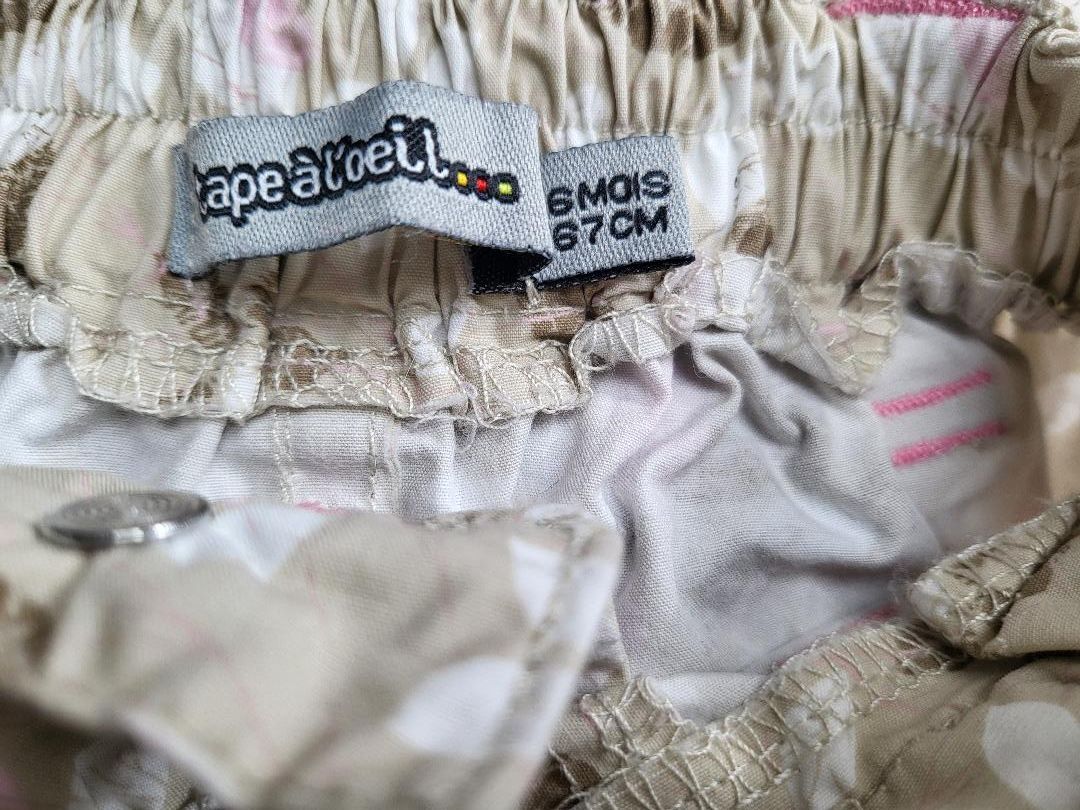 tape à l'oeil....
6 MOIS
67CM